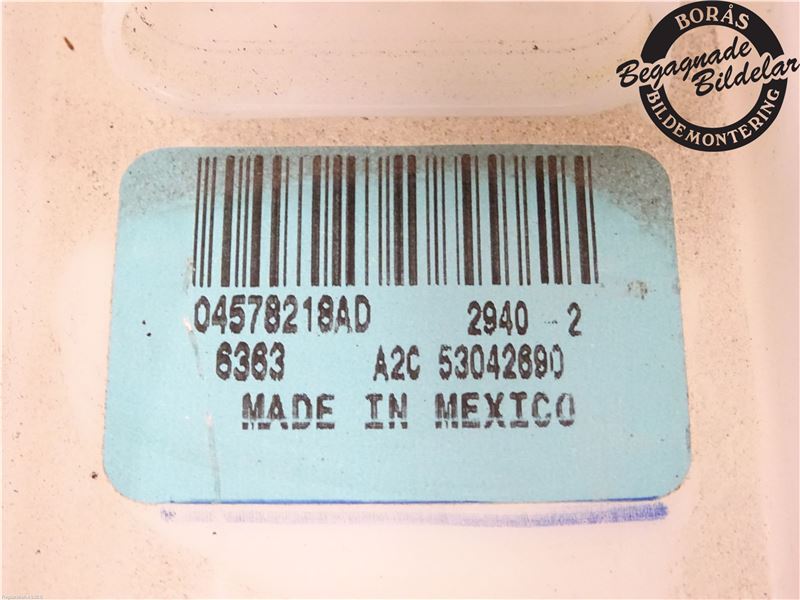 BORÅS
Begagnade
Bildelar
BILDEMONTERING
04578218AD 2940 2
6363 A2C 53042690
MADE IN MEXICO